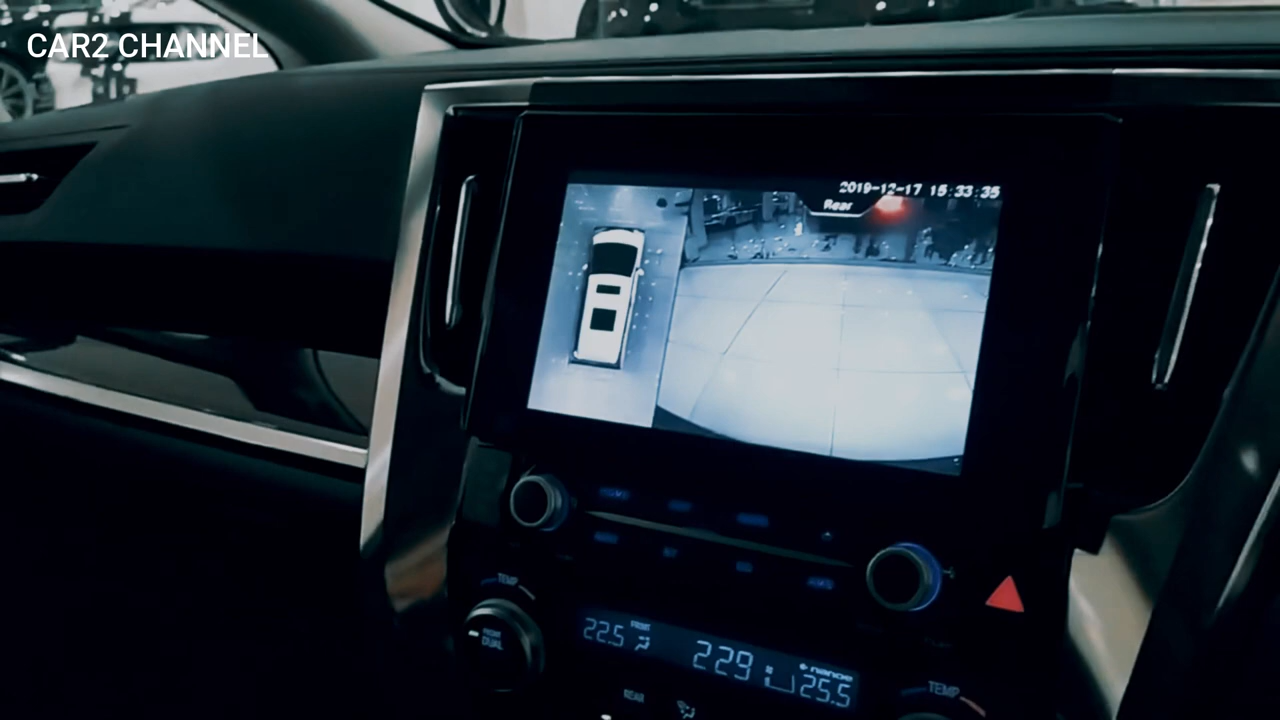 CAR2 CHANNEL
2019-12-17 15:33:35
Rear
TEMP
DUAL
22.5
FRONT
229
nanoe
25.5
REAR
TEMP